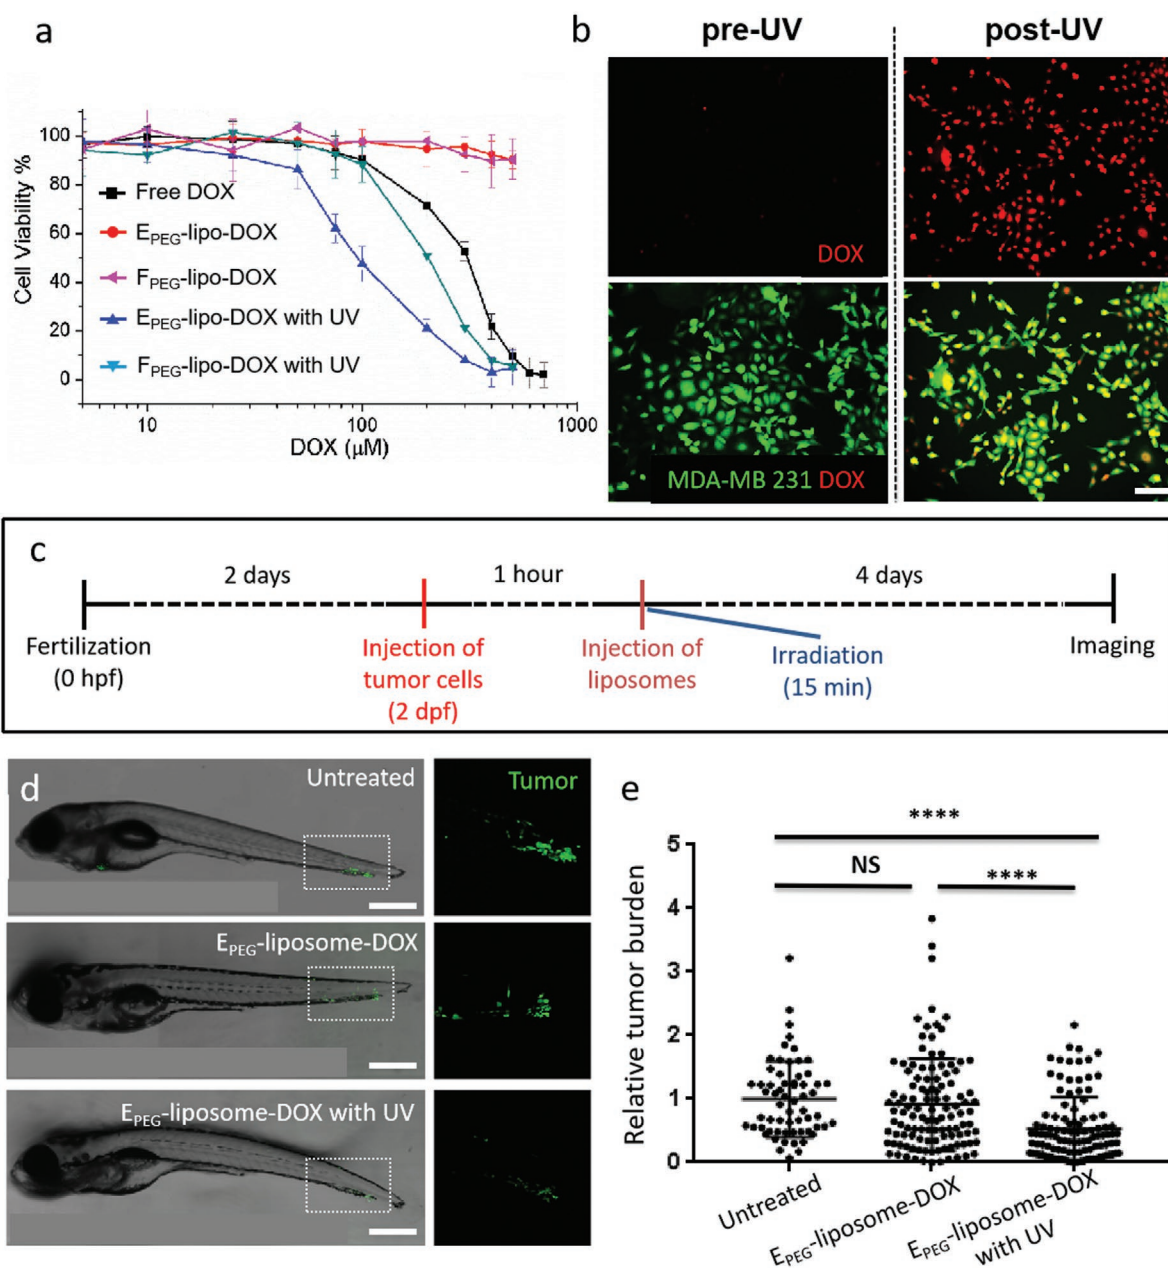 a
Cell Viability %
100
80
60
40
20
0
Free DOX
EPEG-lipo-DOX
FPEG-lipo-DOX
EPEG-lipo-DOX with UV
FPEG-lipo-DOX with UV
10
100
1000
DOX (μM)
b
pre-UV
post-UV
DOX
MDA-MB 231 DOX
c
2 days
1 hour
4 days
Fertilization
(0 hpf)
Injection of
tumor cells
(2 dpf)
Injection of
liposomes
Irradiation
(15 min)
Imaging
d
Untreated
Tumor
EPEG-liposome-DOX
EPEG-liposome-DOX with UV
e
Relative tumor burden
5
4
3
2
1
0
****
NS
****
Untreated
EPEG-liposome-DOX
EPEG-liposome-DOX
with UV